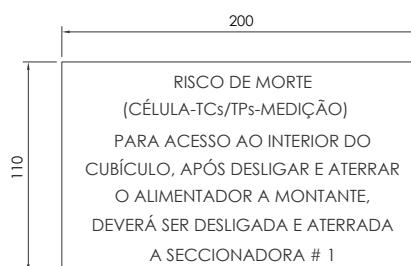 200
110
RISCO DE MORTE
(CÉLULA-TCs/TPs-MEDIÇÃO)
PARA ACESSO AO INTERIOR DO
CUBÍCULO, APÓS DESLIGAR E ATERRAR
O ALIMENTADOR A MONTANTE,
DEVERÁ SER DESLIGADA E ATERRADA
A SECCIONADORA # 1